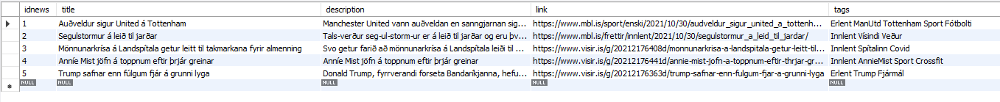 idnews title description link tags
1 Auðveldur sigur United á Tottenham Manchester United vann auðveldan en sanngjarnan sig... https://www.mbl.is/sport/enski/2021/10/30/audveldur_sigur_united_a_tottenh... Erlent ManUtd Tottenham Sport Fótbolti
2 Segulstormur á leið til jarðar Tals-verður seg-ul-storm-ur er á leið til jarðar og eru þv... https://www.mbl.is/frettir/innlent/2021/10/30/segulstormur_a_leid_til_jardar/ Innlent Vísindi Veður
3 Mönnunarkrísa á Landspítala getur leitt til takmarkana fyrir almenning Svo getur farið að mönnunarkrísa á Landspítala leiði til ... https://www.visir.is/g/20212176408d/monnunarkrisa-a-landspitala-getur-leitt-til... Innlent Spítalinn Covid
4 Anníe Mist jöfn á toppnum eftir þrjár greinar Anníe Mist jöfn á toppnum eftir þrjár greinar https://www.visir.is/g/20212176441d/annie-mist-jofn-a-toppnum-eftir-thrjar-gr... Innlent AnnieMist Sport Crossfit
5 Trump safnar enn fúlgum fjár á grunni lyga Donald Trump, fyrrverandi forseta Bandaríkjanna, hefu... https://www.visir.is/g/20212176363d/trump-safnar-enn-fulgum-fjar-a-grunni-lyga Erlent Trump Fjármál
NULL NULL NULL NULL NULL